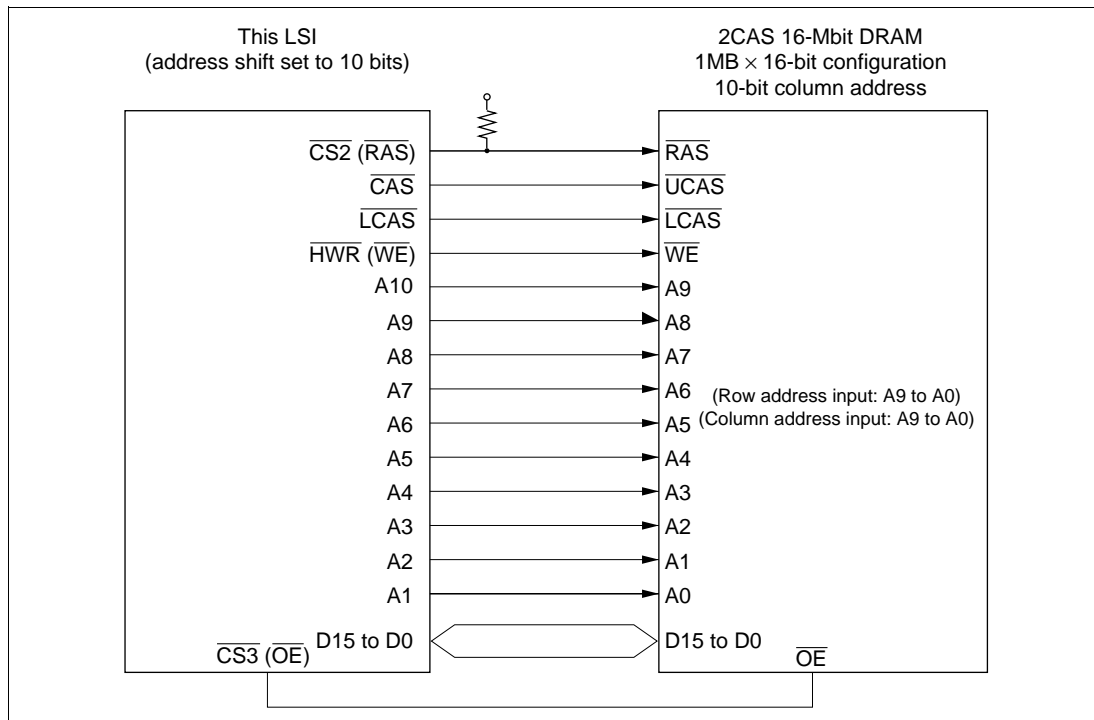 This LSI
(address shift set to 10 bits)
2CAS 16-Mbit DRAM
1MB × 16-bit configuration
10-bit column address
CS2 (RAS)
RAS
CAS
UCAS
LCAS
LCAS
HWR (WE)
WE
A10
A9
A9
A8
A8
A7
A7
A6
(Row address input: A9 to A0)
A6
A5
(Column address input: A9 to A0)
A5
A4
A4
A3
A3
A2
A2
A1
A1
A0
D15 to D0
D15 to D0
CS3 (OE)
OE